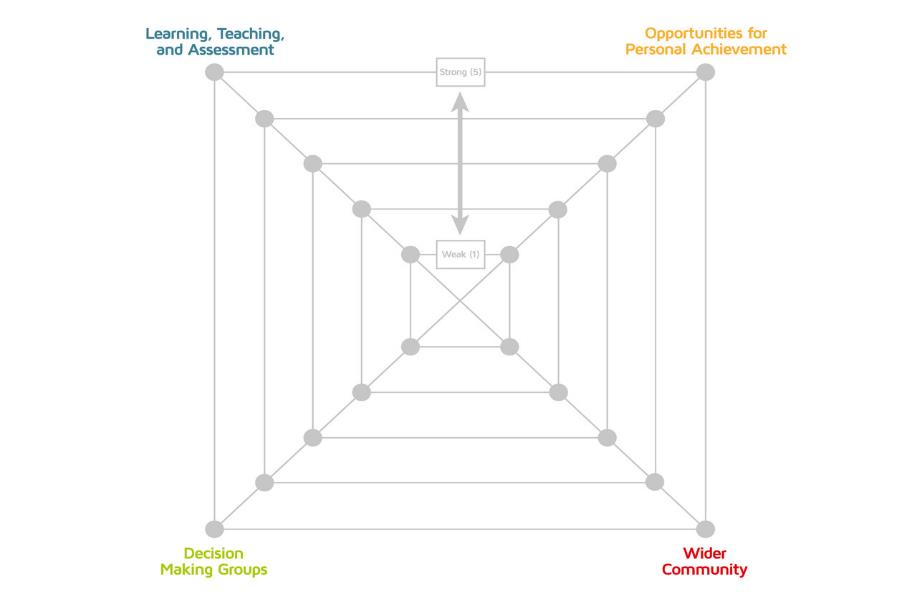 Learning, Teaching,
and Assessment
Opportunities for
Personal Achievement
Strong (5)
Weak (1)
Decision
Making Groups
Wider
Community